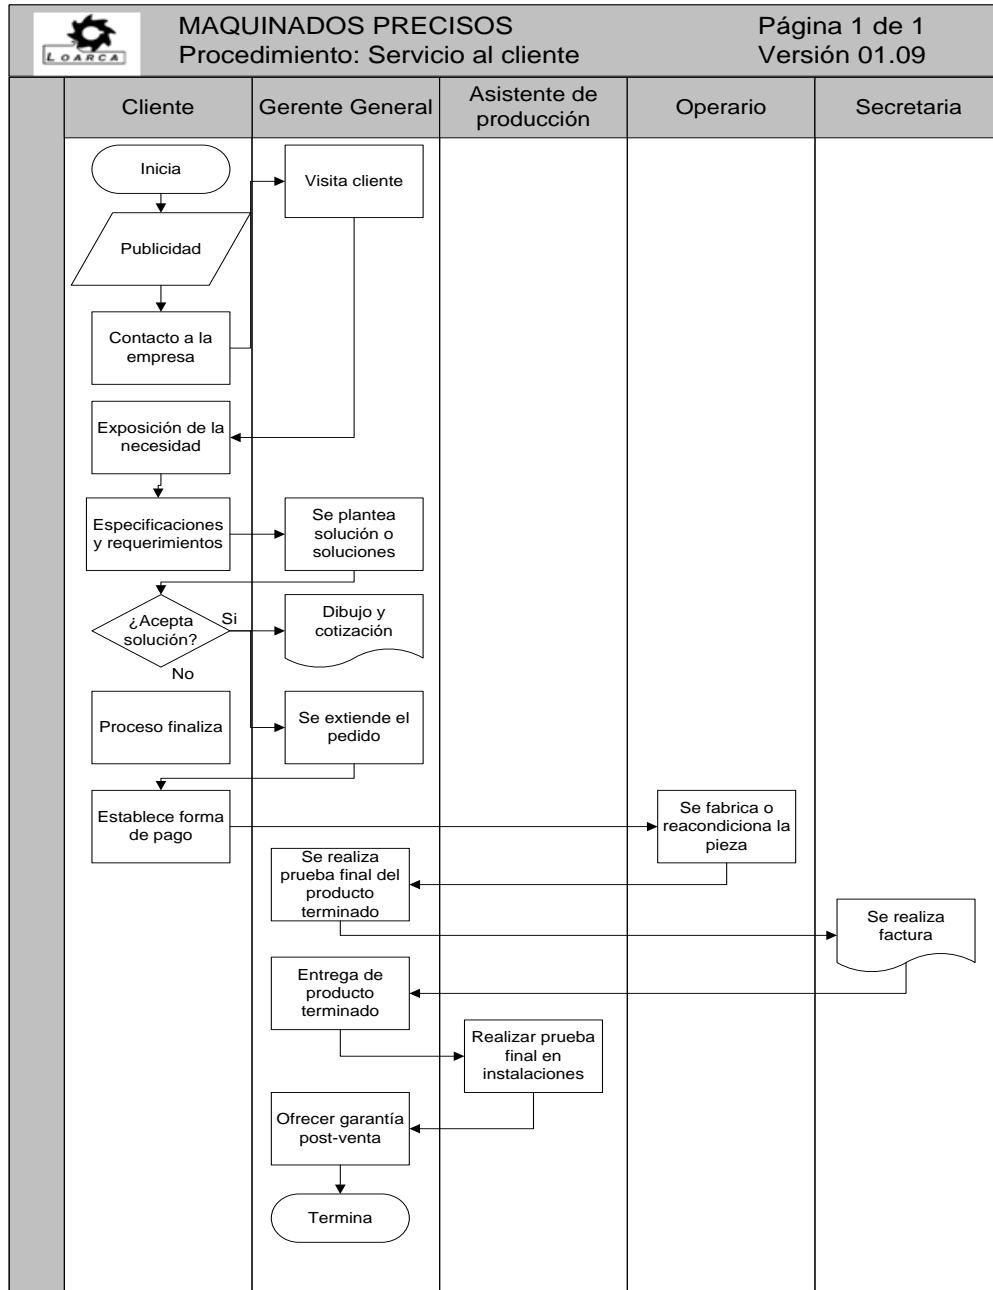 LOARCA
MAQUINADOS PRECISOS
Procedimiento: Servicio al cliente
Página 1 de 1
Versión 01.09
Cliente
Gerente General
Asistente de
producción
Operario
Secretaria
Inicia
Visita cliente
Publicidad
Contacto a la
empresa
Exposición de la
necesidad
Especificaciones
y requerimientos
Se plantea
solución o
soluciones
¿Acepta
solución?
Si
No
Dibujo y
cotización
Proceso finaliza
Se extiende el
pedido
Establece forma
de pago
Se fabrica o
reacondiciona la
pieza
Se realiza
prueba final del
producto
terminado
Se realiza
factura
Entrega de
producto
terminado
Realizar prueba
final en
instalaciones
Ofrecer garantía
post-venta
Termina